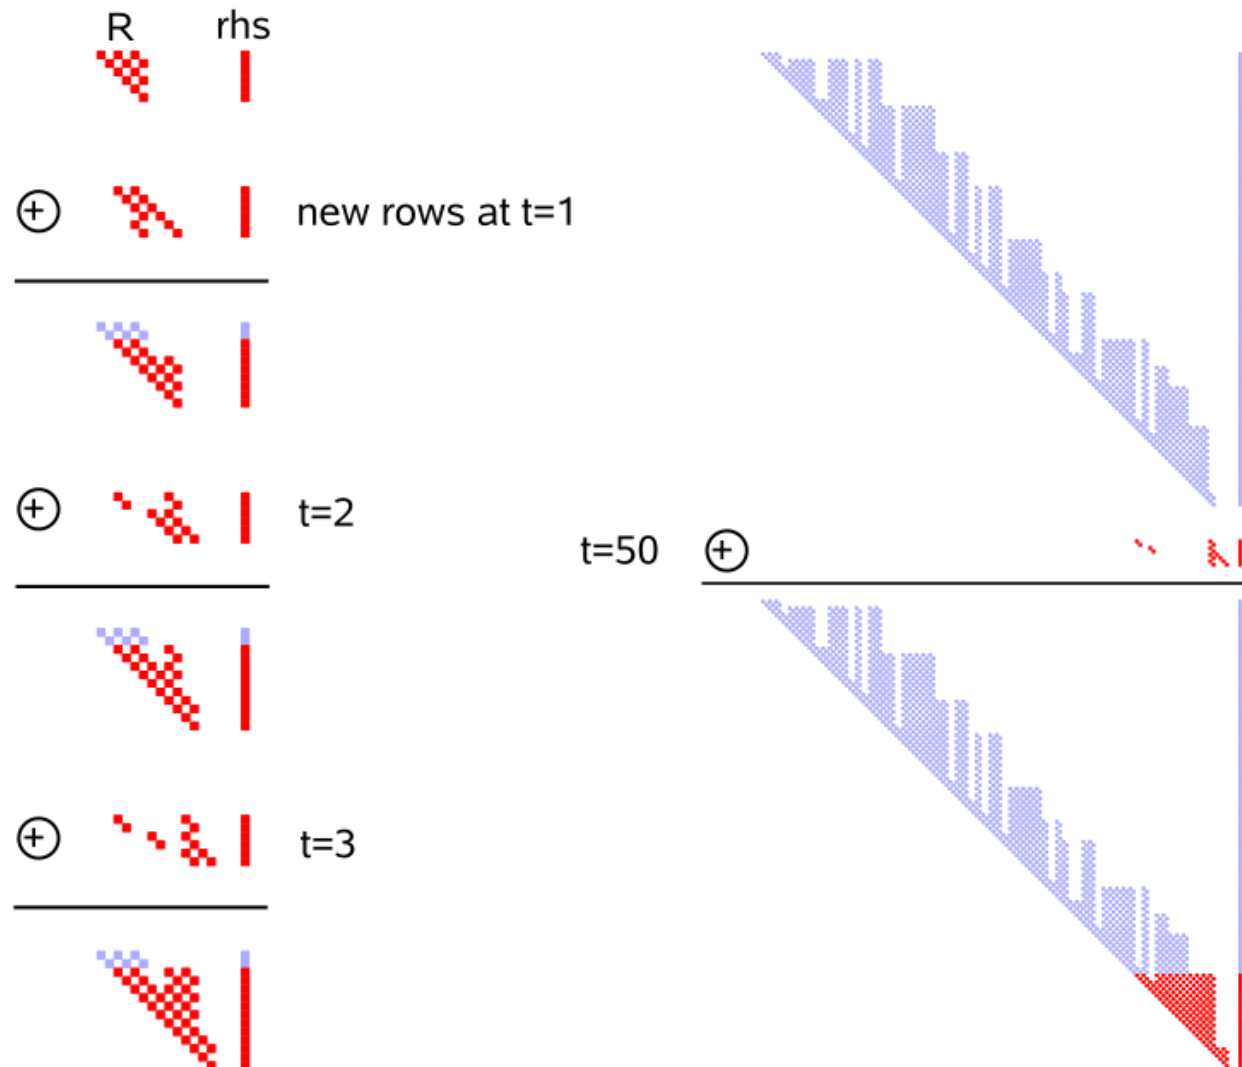 R rhs
⊕ new rows at t=1
⊕ t=2
⊕ t=3
t=50 ⊕